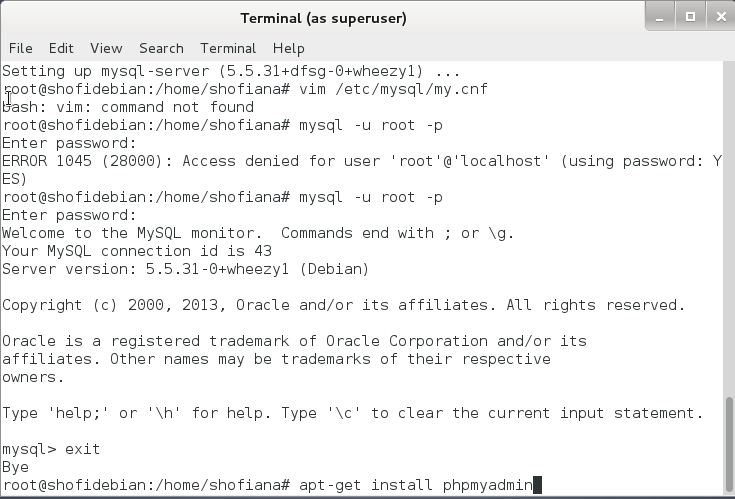 Terminal (as superuser)
File Edit View Search Terminal Help
Setting up mysql-server (5.5.31+dfsg-0+wheezy1) ...
root@shofidebian:/home/shofiana# vim /etc/mysql/my.cnf
bash: vim: command not found
root@shofidebian:/home/shofiana# mysql -u root -p
Enter password:
ERROR 1045 (28000): Access denied for user 'root'@'localhost' (using password: Y
ES)
root@shofidebian:/home/shofiana# mysql -u root -p
Enter password:
Welcome to the MySQL monitor.  Commands end with ; or \g.
Your MySQL connection id is 43
Server version: 5.5.31-0+wheezy1 (Debian)

Copyright (c) 2000, 2013, Oracle and/or its affiliates. All rights reserved.

Oracle is a registered trademark of Oracle Corporation and/or its
affiliates. Other names may be trademarks of their respective
owners.

Type 'help;' or '\h' for help. Type '\c' to clear the current input statement.

mysql> exit
Bye
root@shofidebian:/home/shofiana# apt-get install phpmyadmin